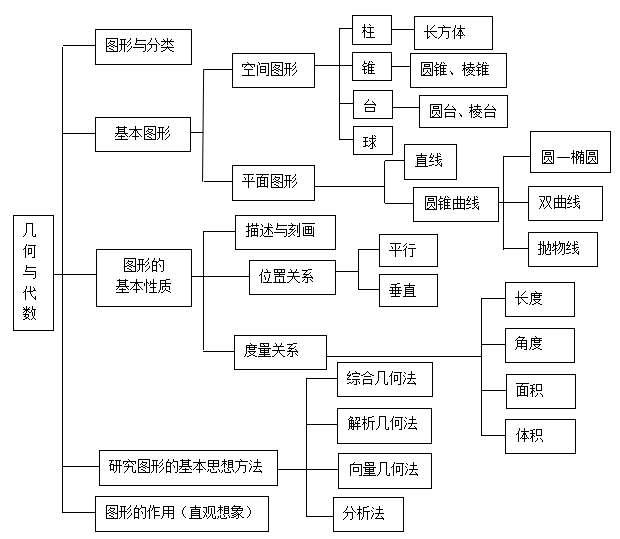 几
何
与
代
数
图形与分类
基本图形
空间图形
柱
长方体
锥
圆锥、棱锥
台
圆台、棱台
球
平面图形
直线
圆锥曲线
圆—椭圆
双曲线
抛物线
图形的
基本性质
描述与刻画
位置关系
平行
垂直
度量关系
长度
角度
面积
体积
研究图形的基本思想方法
综合几何法
解析几何法
向量几何法
分析法
图形的作用（直观想象）